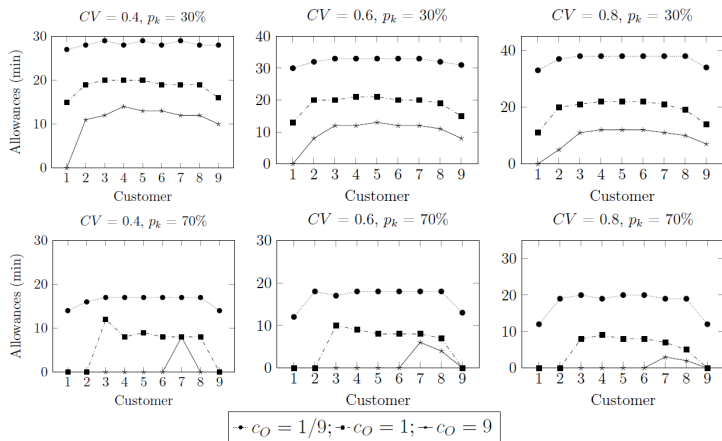 CV = 0.4, p_k = 30%
CV = 0.6, p_k = 30%
CV = 0.8, p_k = 30%
Allowances (min)
30
20
10
0
40
30
20
10
0
40
20
0
1 2 3 4 5 6 7 8 9
1 2 3 4 5 6 7 8 9
1 2 3 4 5 6 7 8 9
Customer
Customer
Customer
CV = 0.4, p_k = 70%
CV = 0.6, p_k = 70%
CV = 0.8, p_k = 70%
Allowances (min)
30
20
10
0
30
20
10
0
30
20
10
0
1 2 3 4 5 6 7 8 9
1 2 3 4 5 6 7 8 9
1 2 3 4 5 6 7 8 9
Customer
Customer
Customer
c_O = 1/9; c_O = 1; c_O = 9